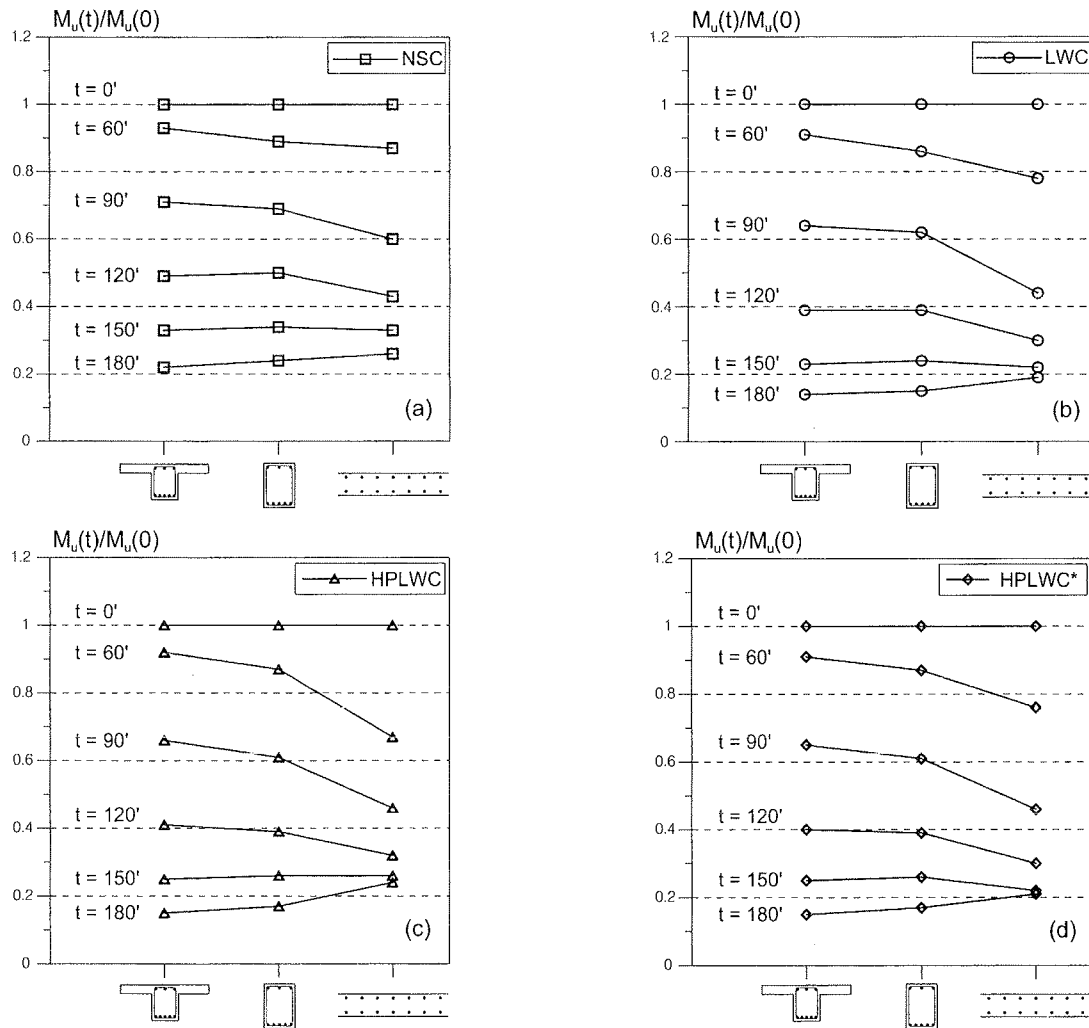 M_u(t)/M_u(0)
1.2
NSC
t = 0'
1
t = 60'
0.8
t = 90'
0.6
t = 120'
0.4
t = 150'
t = 180'
0.2
(a)
0
M_u(t)/M_u(0)
1.2
LWC
t = 0'
1
t = 60'
0.8
t = 90'
0.6
t = 120'
0.4
t = 150'
0.2
t = 180'
(b)
0
M_u(t)/M_u(0)
1.2
HPLWC
t = 0'
1
t = 60'
0.8
t = 90'
0.6
t = 120'
0.4
t = 150'
0.2
t = 180'
(c)
0
M_u(t)/M_u(0)
1.2
HPLWC*
t = 0'
1
t = 60'
0.8
t = 90'
0.6
t = 120'
0.4
t = 150'
0.2
t = 180'
(d)
0